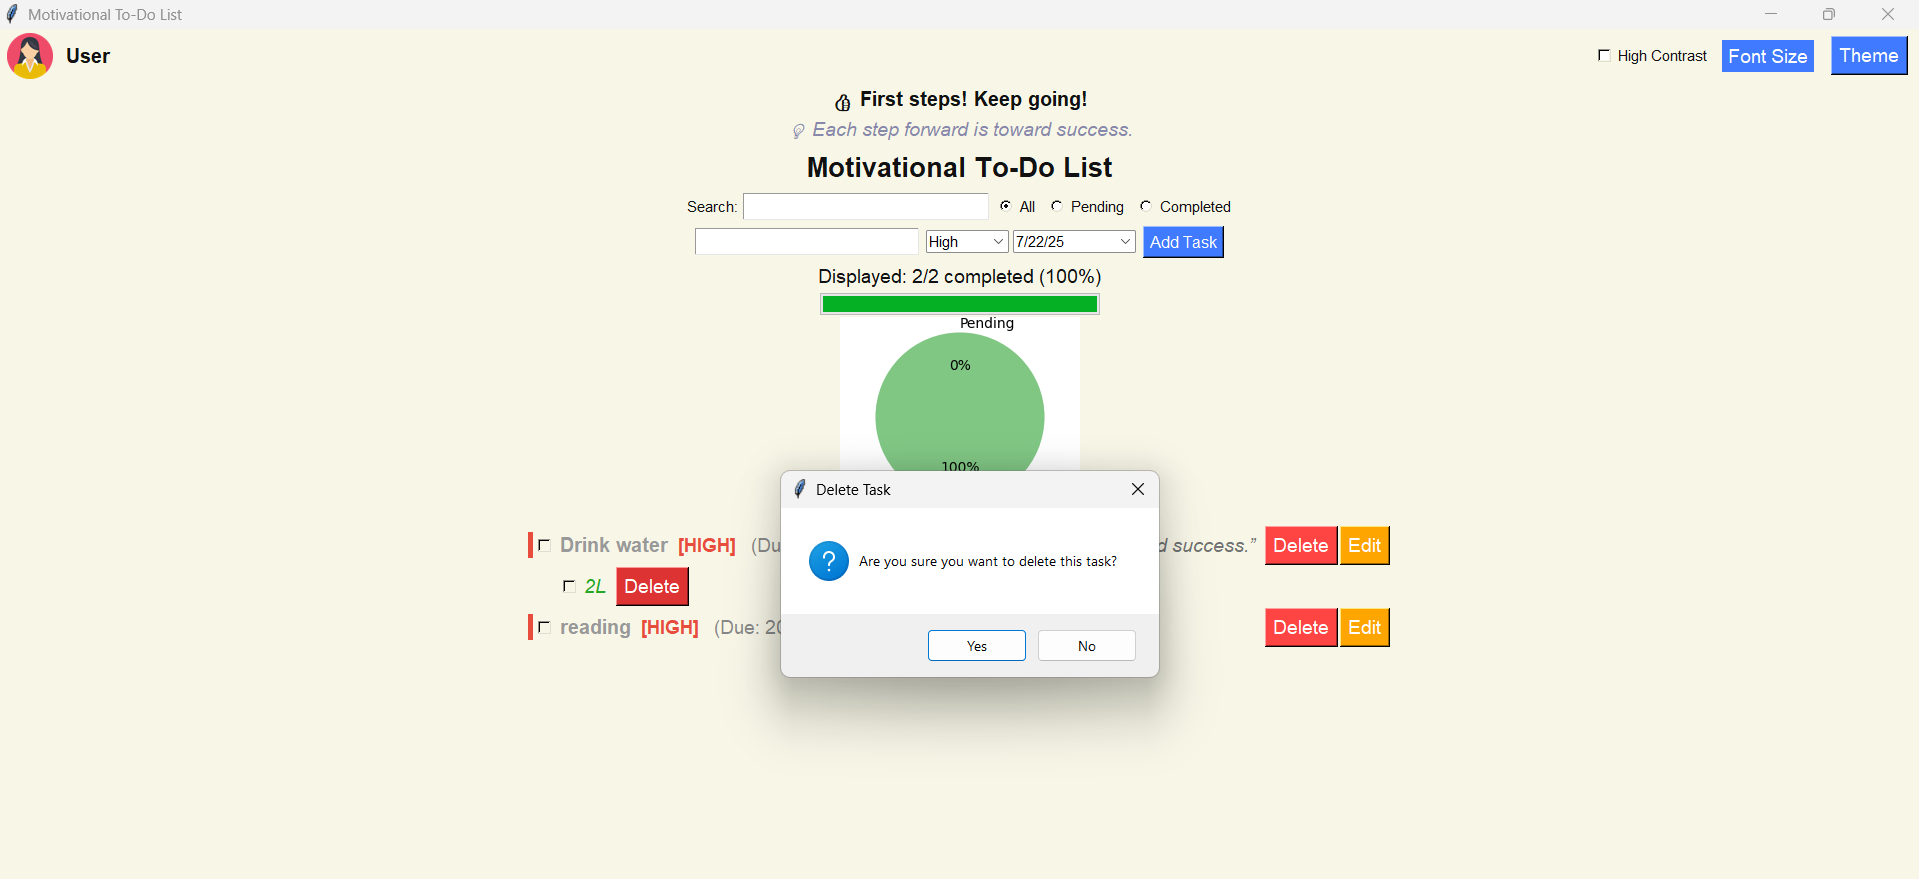 Motivational To-Do List
User
High Contrast Font Size Theme
First steps! Keep going!
Each step forward is toward success.
Motivational To-Do List
Search: All Pending Completed
High 7/22/25 Add Task
Displayed: 2/2 completed (100%)
Pending
0%
100%
Delete Task
Are you sure you want to delete this task?
Yes No
Drink water [HIGH] (Du success.” Delete Edit
2L Delete
reading [HIGH] (Due: 20 Delete Edit